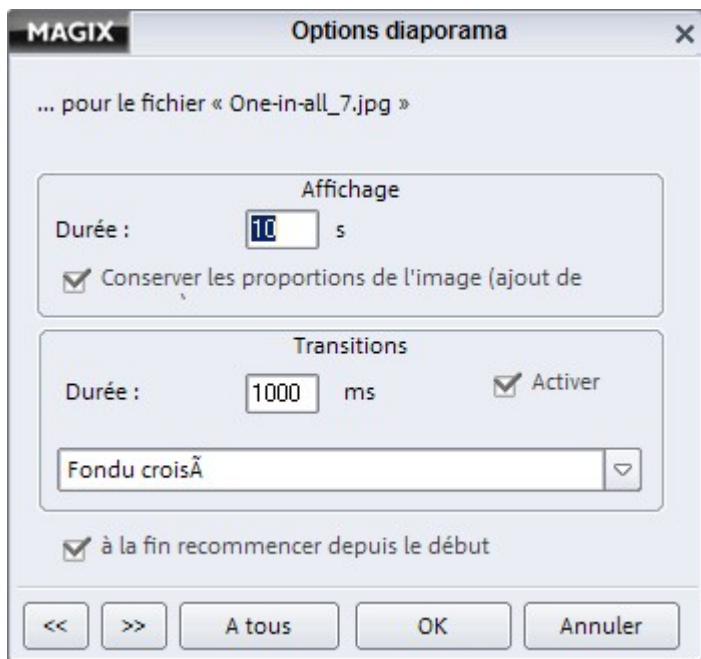 MAGIX Options diaporama
... pour le fichier « One-in-all_7.jpg »
Affichage
Durée : 10 s
Conserver les proportions de l'image (ajout de
Transitions
Durée : 1000 ms Activer
Fondu croisÃ
à la fin recommencer depuis le début
<< >> A tous OK Annuler